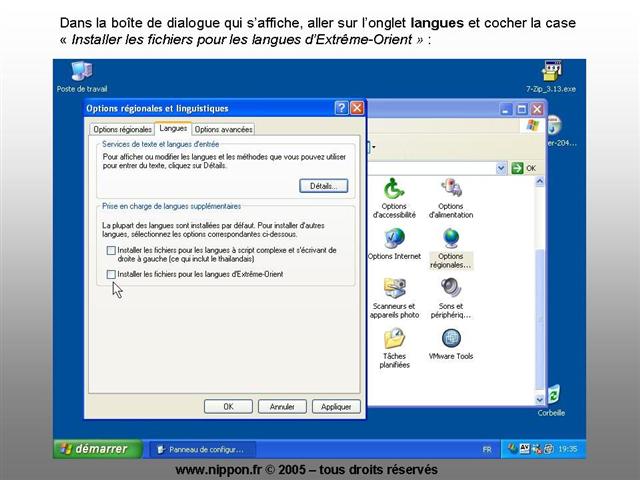 Dans la boîte de dialogue qui s'affiche, aller sur l'onglet langues et cocher la case
« Installer les fichiers pour les langues d'Extrême-Orient » :
Poste de travail
7-Zip_3.13.exe
Options régionales et linguistiques
Options régionales
Langues
Options avancées
er-204...
Services de texte et langues d'entrée
Pour afficher ou modifier les langues et les méthodes que vous pouvez utiliser
pour entrer du texte, cliquez sur Détails.
Détails...
OK
Prise en charge de langues supplémentaires
La plupart des langues sont installées par défaut. Pour installer d'autres
langues, sélectionnez les options correspondantes ci-dessous.
Installer les fichiers pour les langues à script complexe et s'écrivant de
droite à gauche (ce qui inclut le thaïlandais)
Installer les fichiers pour les langues d'Extrême-Orient
Options
d'accessibilité
Options
d'alimentation
Options Internet
Options
régionales...
Scanneurs et
appareils photo
Sons et
périphériq...
Tâches
planifiées
VMware Tools
OK
Annuler
Appliquer
Corbeille
démarrer
Panneau de configur...
FR
19:35
www.nippon.fr © 2005 – tous droits réservés